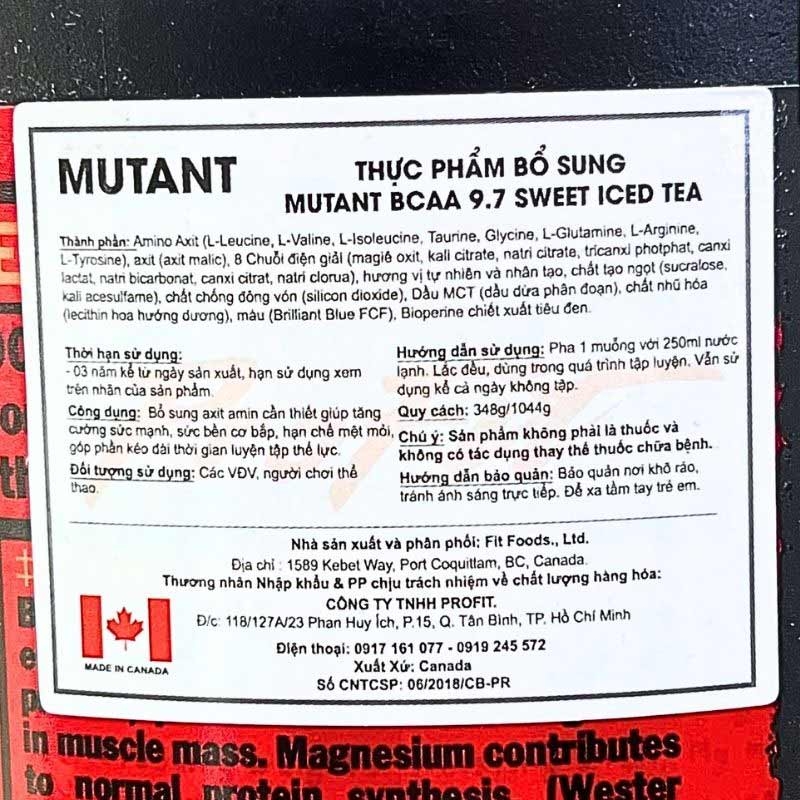 MUTANT
THỰC PHẨM BỔ SUNG
MUTANT BCAA 9.7 SWEET ICED TEA
Thành phần: Amino Axit (L-Leucine, L-Valine, L-Isoleucine, Taurine, Glycine, L-Glutamine, L-Arginine,
L-Tyrosine), axit (axit malic), 8 Chuỗi điện giải (magiê oxit, kali citrate, natri citrate, tricanxi photphat, canxi
lactat, natri bicarbonat, canxi citrat, natri clorua), hương vị tự nhiên và nhân tạo, chất tạo ngọt (sucralose,
kali acesulfame), chất chống đông vón (silicon dioxide), Dầu MCT (dầu dừa phân đoạn), chất nhũ hóa
(lecithin hoa hướng dương), màu (Brilliant Blue FCF), Bioperine chiết xuất tiêu đen.
Thời hạn sử dụng:
- 03 năm kể từ ngày sản xuất, hạn sử dụng xem
trên nhãn của sản phẩm.
Công dụng: Bổ sung axit amin cần thiết giúp tăng
cường sức mạnh, sức bền cơ bắp, hạn chế mệt mỏi,
góp phần kéo dài thời gian luyện tập thể lực.
Đối tượng sử dụng: Các VĐV, người chơi thể
thao.
Hướng dẫn sử dụng: Pha 1 muỗng với 250ml nước
lạnh. Lắc đều, dùng trong quá trình tập luyện. Vẫn sử
dụng kể cả ngày không tập.
Quy cách: 348g/1044g
Chú ý: Sản phẩm không phải là thuốc và
không có tác dụng thay thế thuốc chữa bệnh.
Hướng dẫn bảo quản: Bảo quản nơi khô ráo,
tránh ánh sáng trực tiếp. Để xa tầm tay trẻ em.
Nhà sản xuất và phân phối: Fit Foods., Ltd.
Địa chỉ : 1589 Kebet Way, Port Coquitlam, BC, Canada.
Thương nhân Nhập khẩu & PP chịu trách nhiệm về chất lượng hàng hóa:
CÔNG TY TNHH PROFIT.
Đ/c: 118/127A/23 Phan Huy Ích, P.15, Q. Tân Bình, TP. Hồ Chí Minh
Điện thoại: 0917 161 077 - 0919 245 572
Xuất Xứ: Canada
Số CNTCSP: 06/2018/CB-PR
MADE IN CANADA
in muscle mass. Magnesium contributes
to normal protein synthesis. (Wester